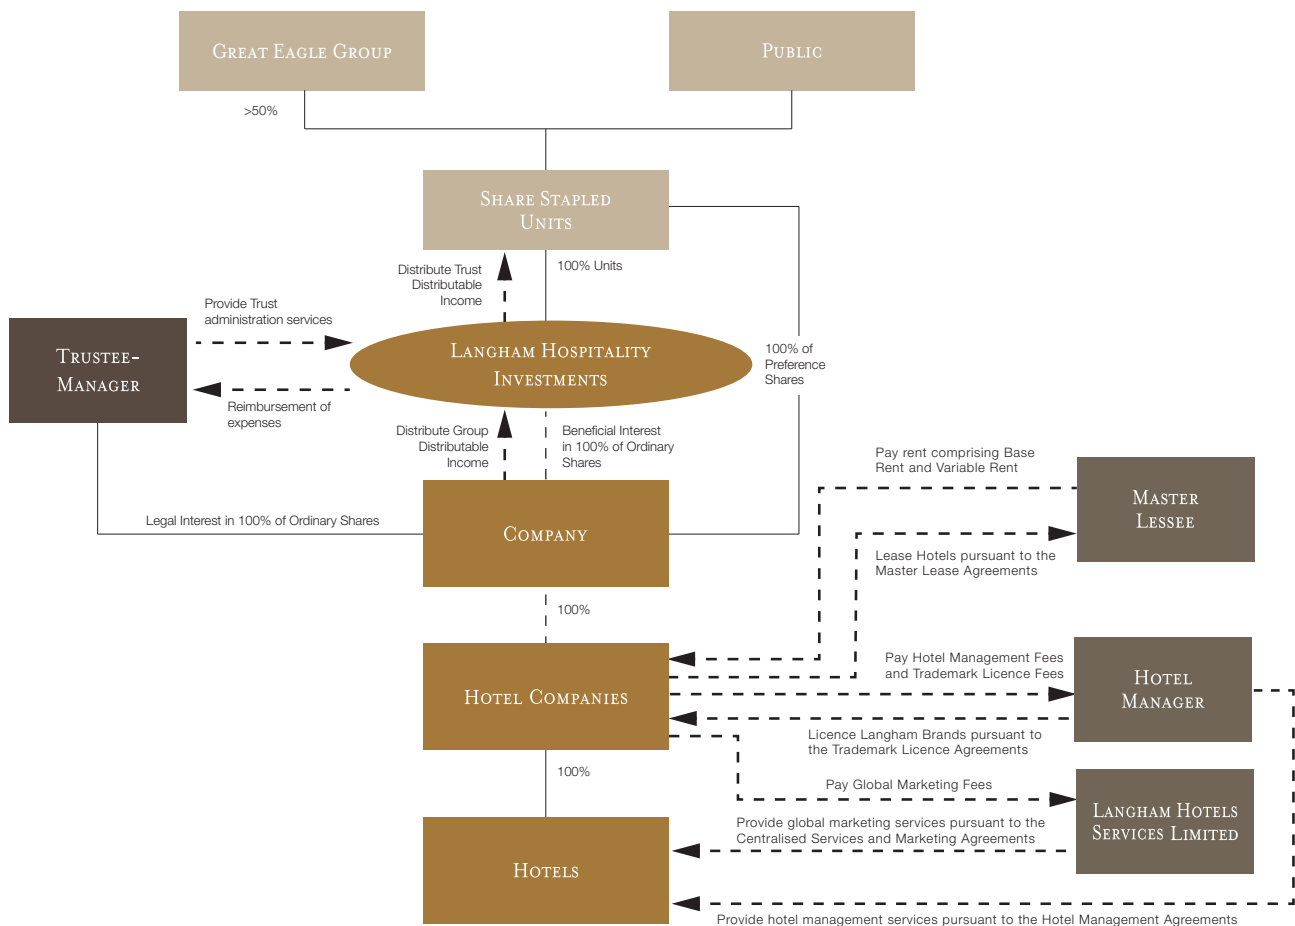 Great Eagle Group
Public
>50%
Share Stapled
Units
Distribute Trust
Distributable
Income
100% Units
Provide Trust
administration services
Trustee-
Manager
Langham Hospitality
Investments
100% of
Preference
Shares
Reimbursement of
expenses
Distribute Group
Distributable
Income
Beneficial Interest
in 100% of Ordinary
Shares
Pay rent comprising Base
Rent and Variable Rent
Master
Lessee
Legal Interest in 100% of Ordinary Shares
Company
Lease Hotels pursuant to the
Master Lease Agreements
100%
Pay Hotel Management Fees
and Trademark Licence Fees
Hotel
Manager
Hotel Companies
Licence Langham Brands pursuant to
the Trademark Licence Agreements
100%
Pay Global Marketing Fees
Langham Hotels
Services Limited
Provide global marketing services pursuant to the
Centralised Services and Marketing Agreements
Hotels
Provide hotel management services pursuant to the Hotel Management Agreements